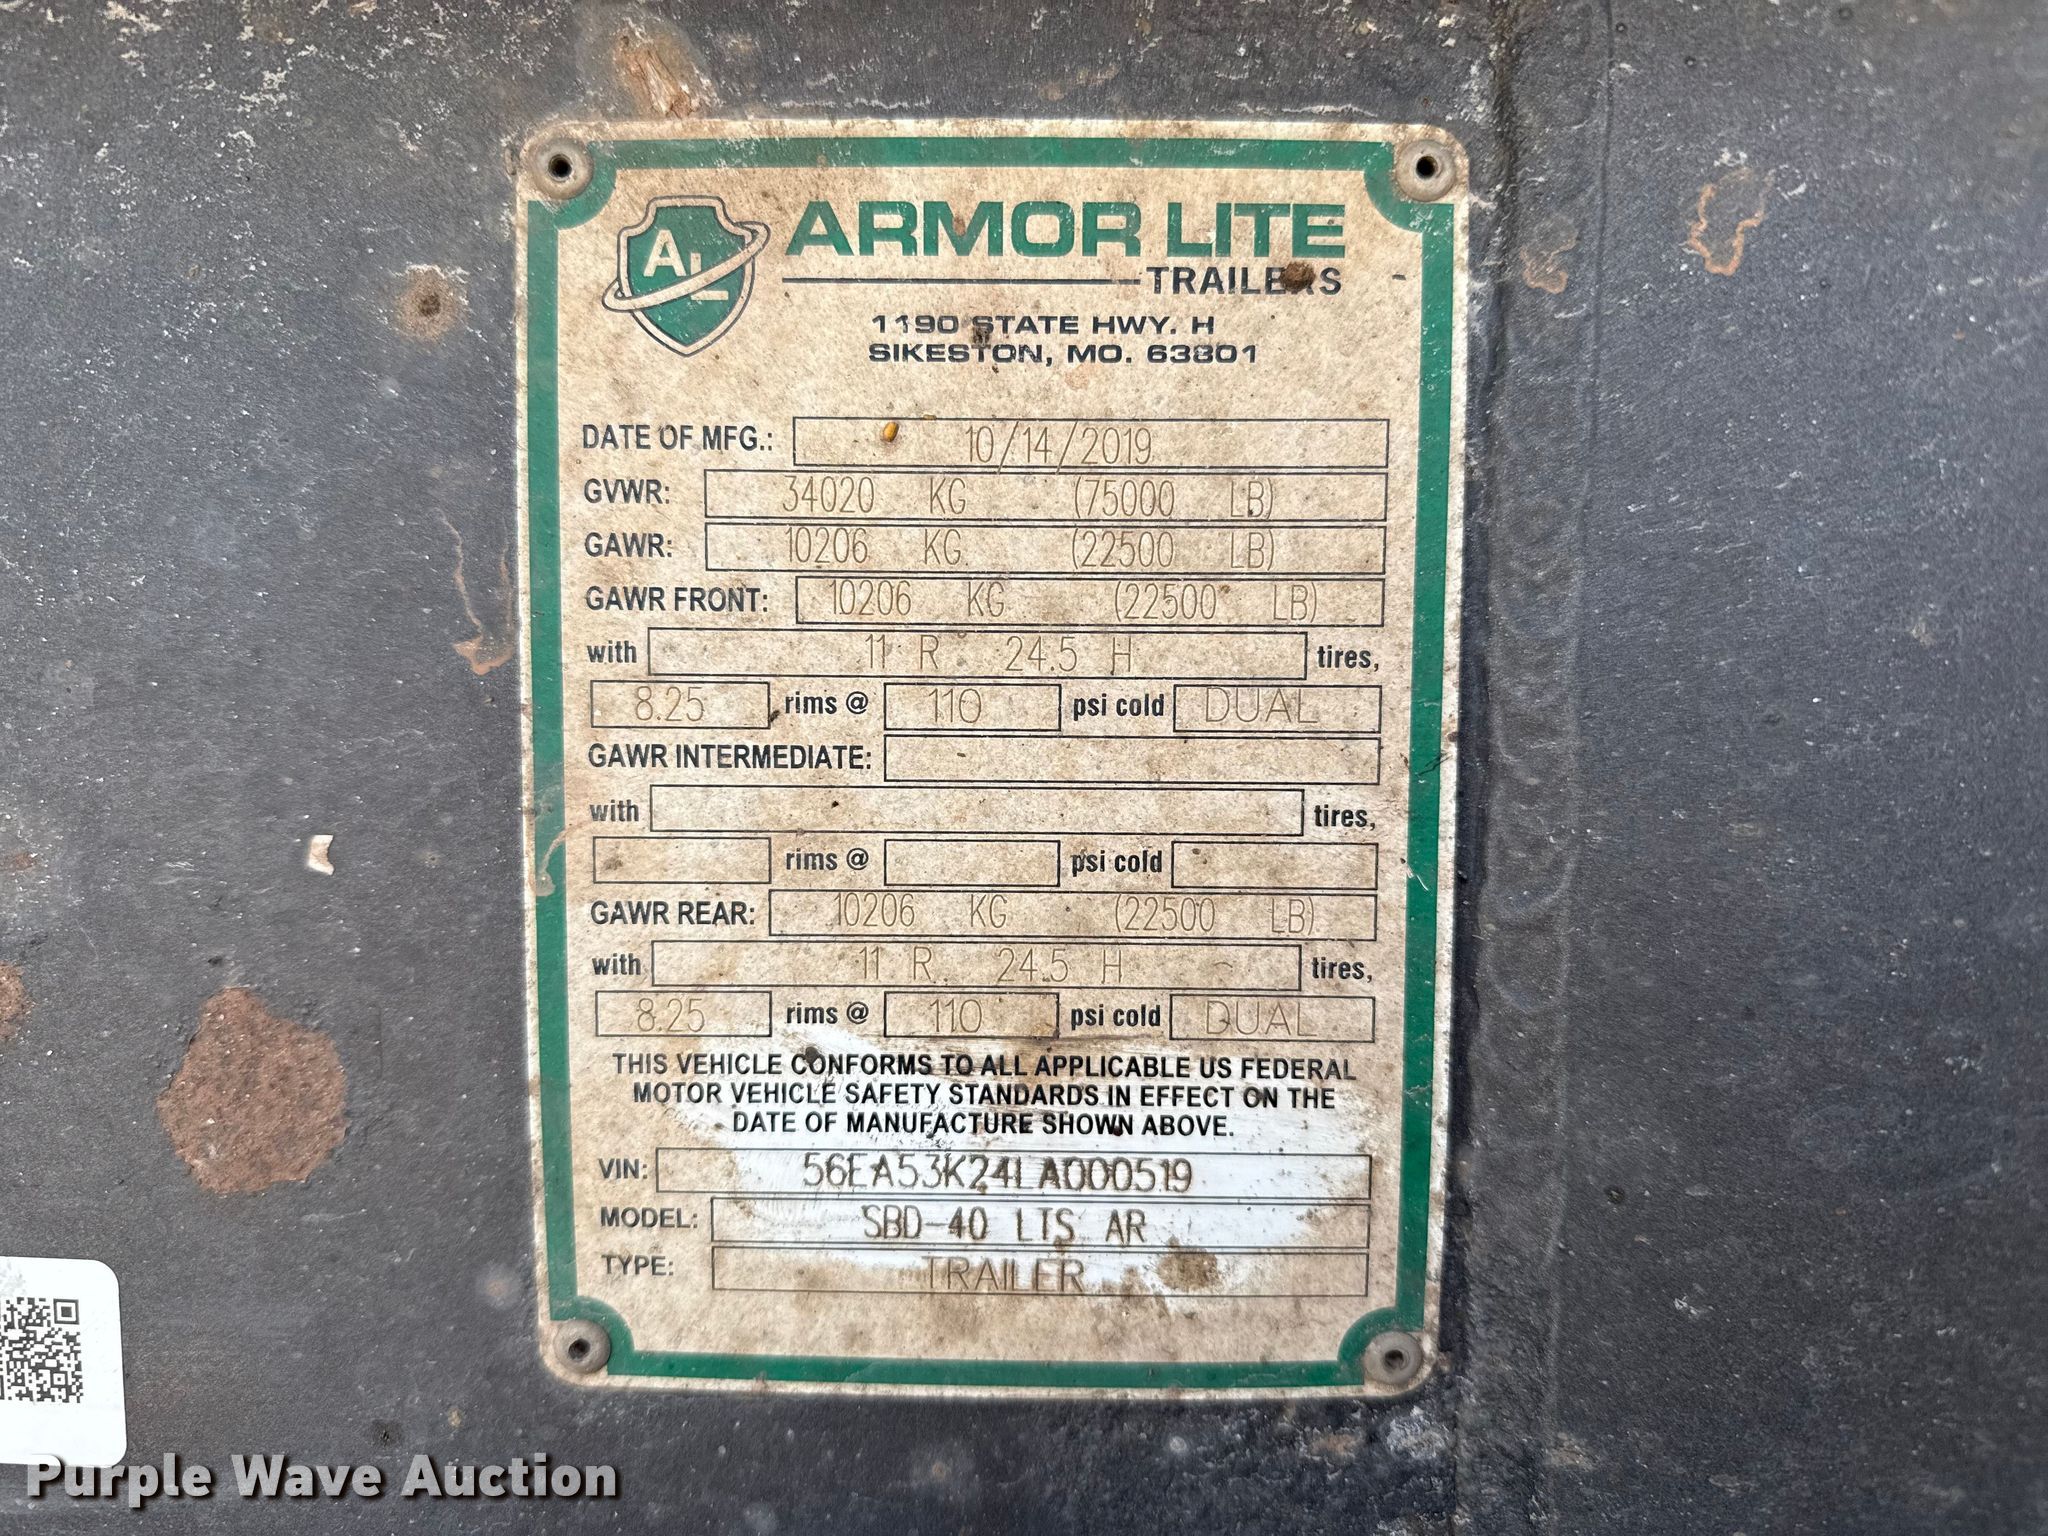 AL ARMOR LITE
TRAILERS
1190 STATE HWY. H
SIKESTON, MO. 63801
DATE OF MFG.: 10/14/2019
GVWR: 34020 KG (75000 LB)
GAWR: 10206 KG (22500 LB)
GAWR FRONT: 10206 KG (22500 LB)
with 11 R 24.5 H tires,
8.25 rims @ 110 psi cold DUAL
GAWR INTERMEDIATE:
with tires,
rims @ psi cold
GAWR REAR: 10206 KG (22500 LB)
with 11 R 24.5 H tires,
8.25 rims @ 110 psi cold DUAL
THIS VEHICLE CONFORMS TO ALL APPLICABLE US FEDERAL
MOTOR VEHICLE SAFETY STANDARDS IN EFFECT ON THE
DATE OF MANUFACTURE SHOWN ABOVE.
VIN: 56EA53K24LA000519
MODEL: SBD-40 LTS AR
TYPE: TRAILER
Purple Wave Auction